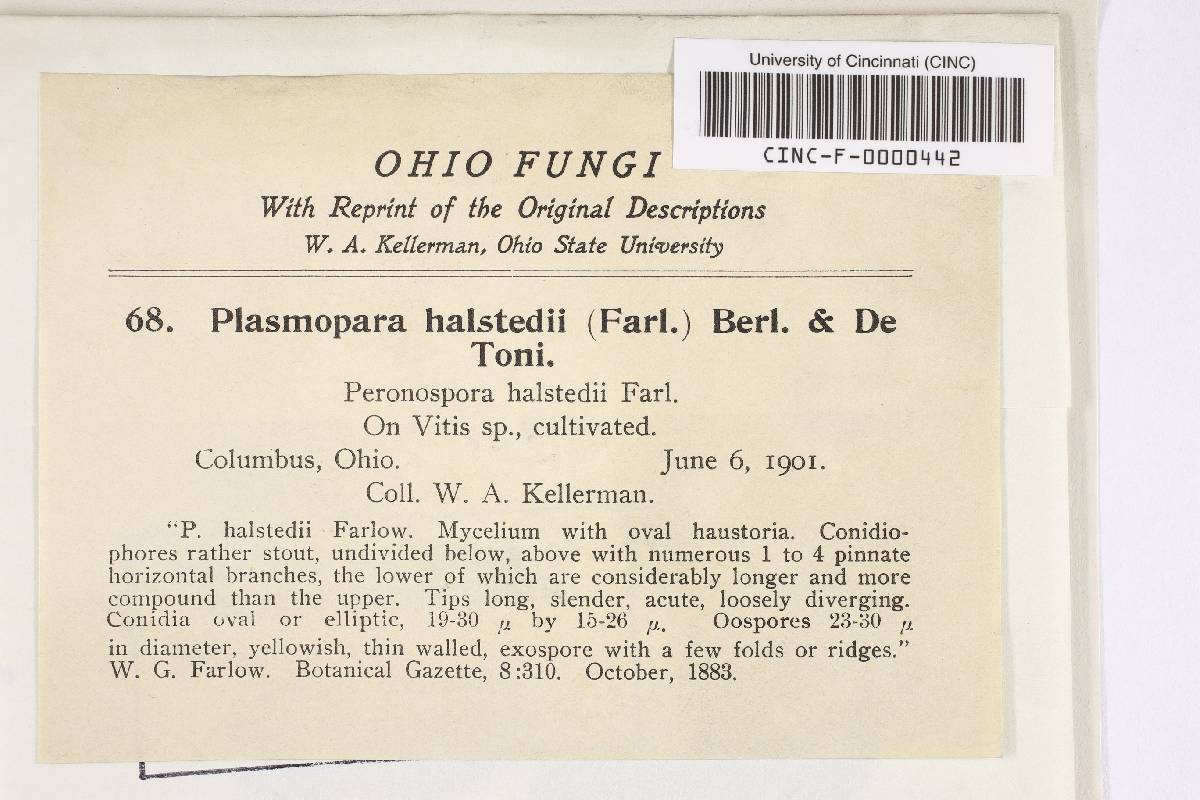 University of Cincinnati (CINC)
CINC-F-0000442
OHIO FUNGI
With Reprint of the Original Descriptions
W. A. Kellerman, Ohio State University
68. Plasmopara halstedii (Farl.) Berl. & De
Toni.
Peronospora halstedii Farl.
On Vitis sp., cultivated.
Columbus, Ohio. June 6, 1901.
Coll. W. A. Kellerman.
“P. halstedii Farlow. Mycelium with oval haustoria. Conidio-
phores rather stout, undivided below, above with numerous 1 to 4 pinnate
horizontal branches, the lower of which are considerably longer and more
compound than the upper. Tips long, slender, acute, loosely diverging.
Conidia oval or elliptic, 19-30 µ by 15-26 µ. Oospores 23-30 µ
in diameter, yellowish, thin walled, exospore with a few folds or ridges.”
W. G. Farlow. Botanical Gazette, 8:310. October, 1883.